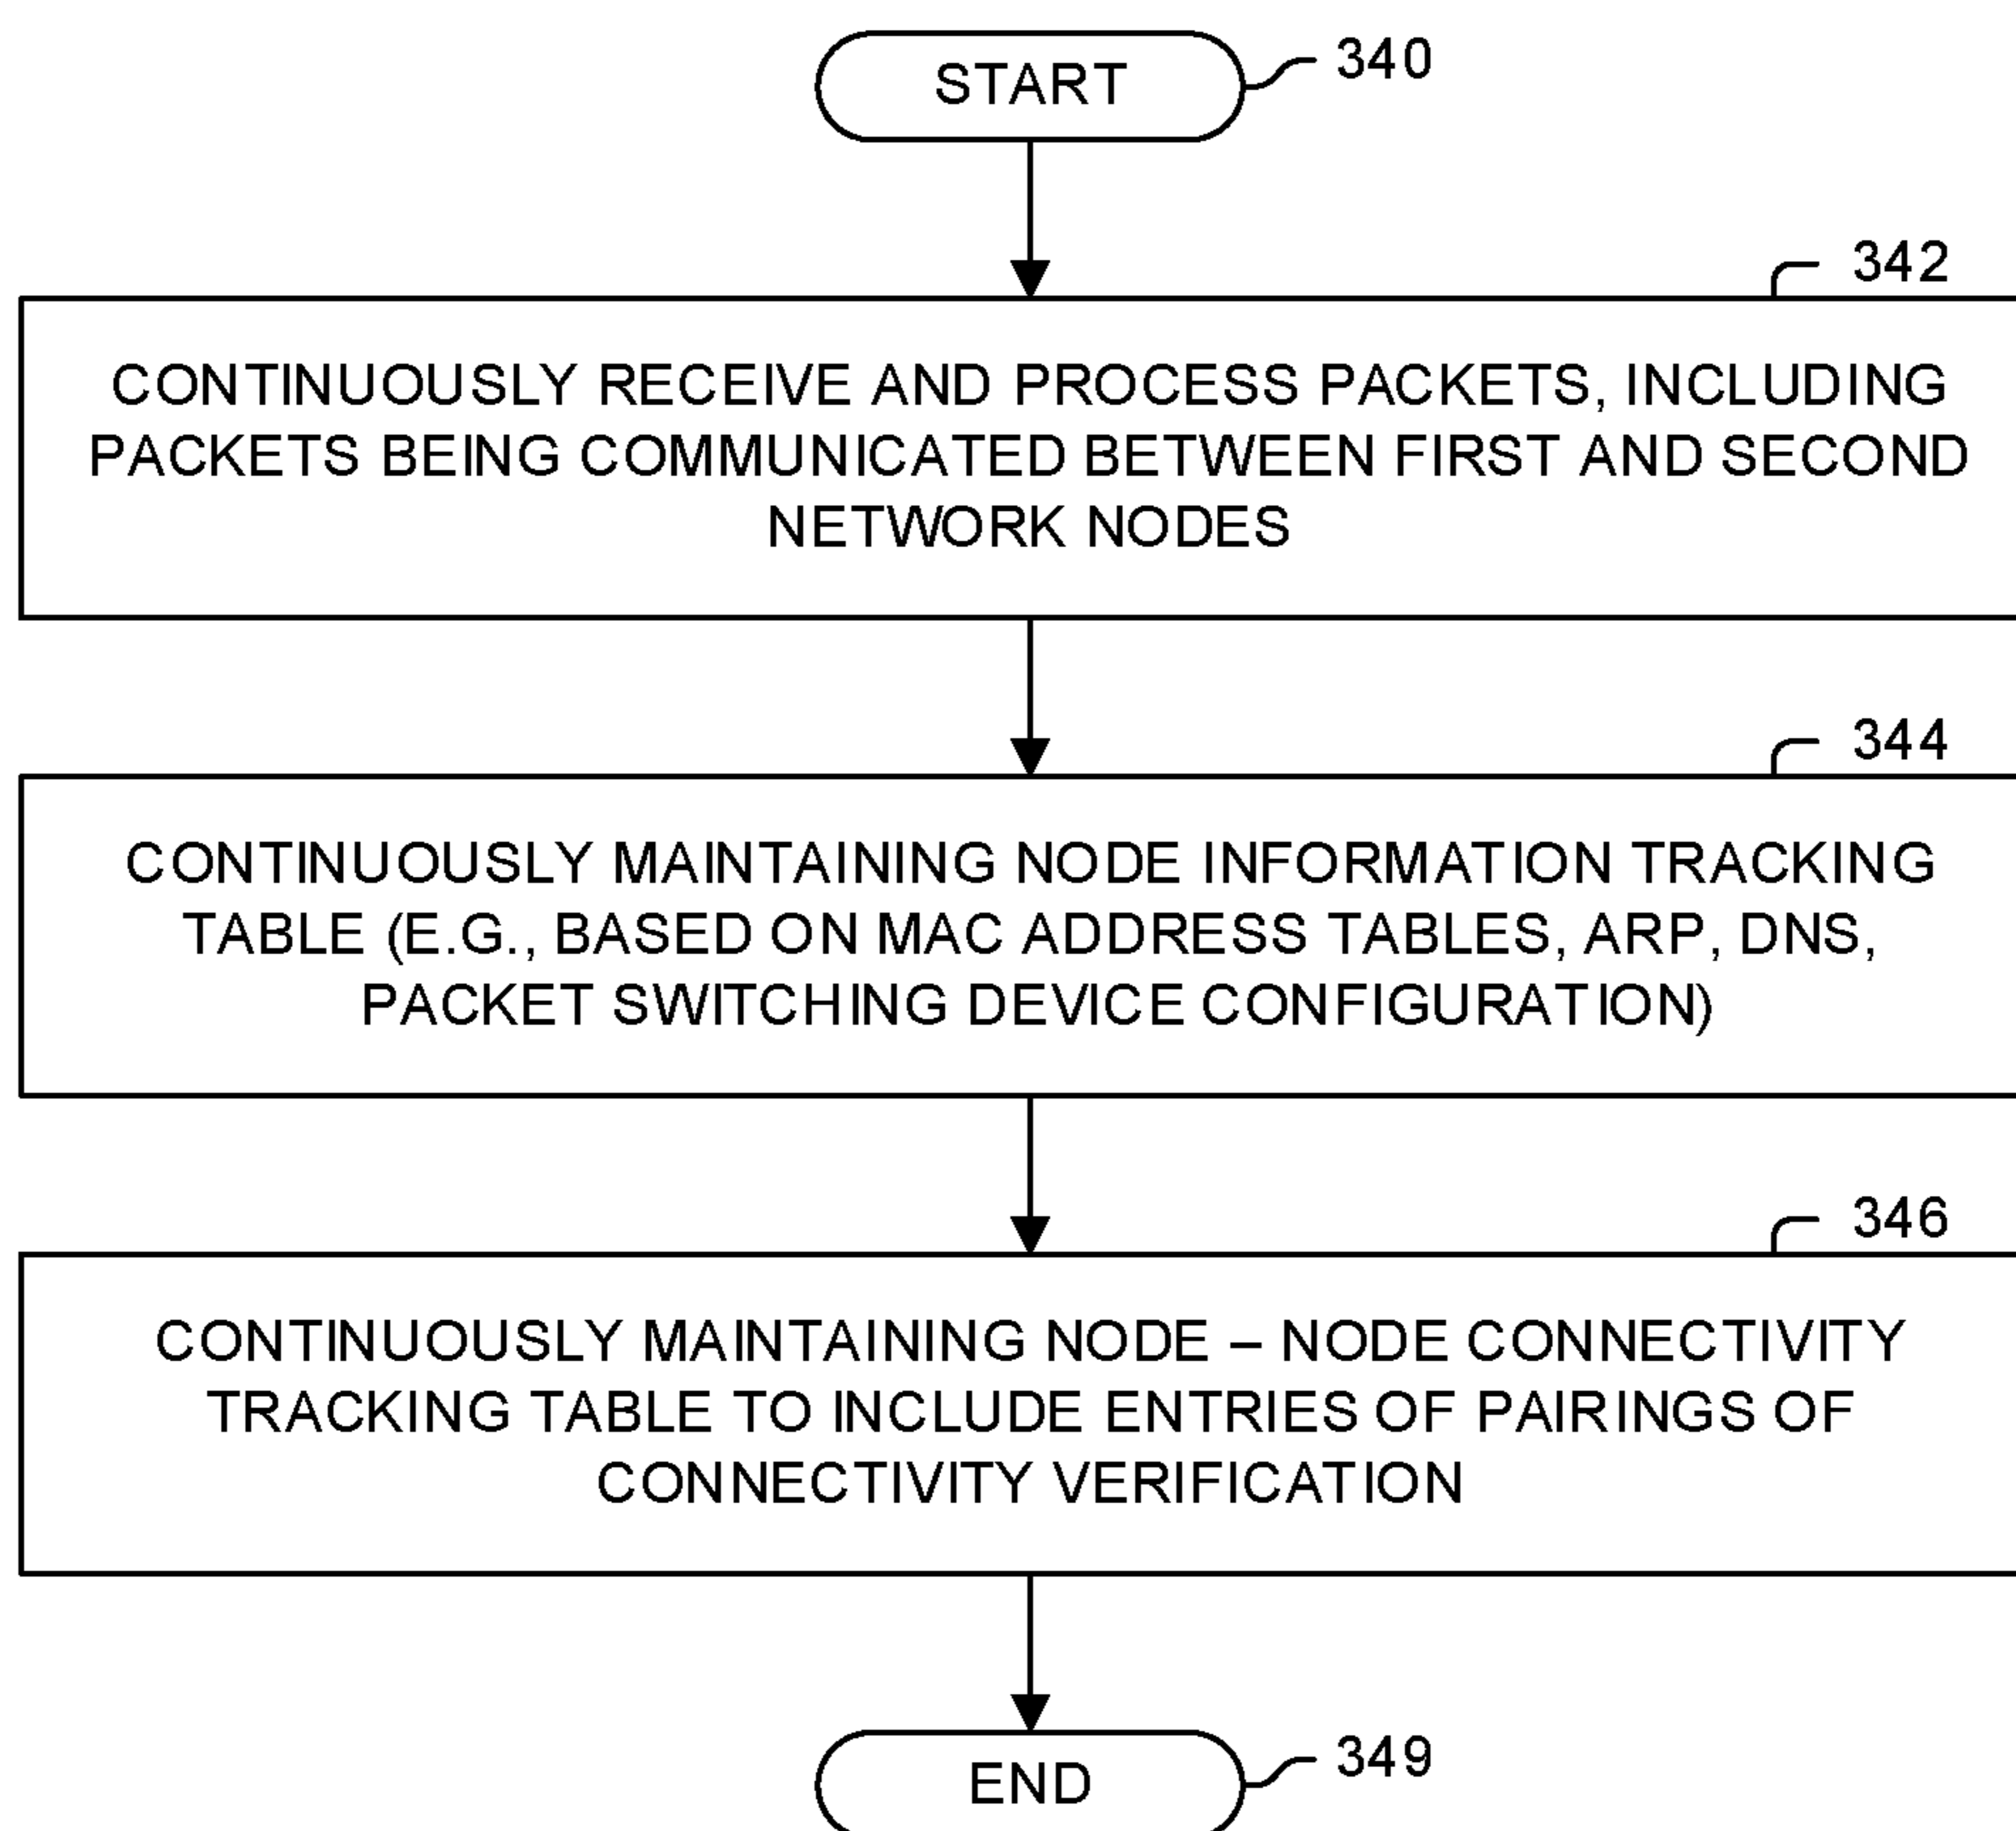 START
340
342
CONTINUOUSLY RECEIVE AND PROCESS PACKETS, INCLUDING
PACKETS BEING COMMUNICATED BETWEEN FIRST AND SECOND
NETWORK NODES
344
CONTINUOUSLY MAINTAINING NODE INFORMATION TRACKING
TABLE (E.G., BASED ON MAC ADDRESS TABLES, ARP, DNS,
PACKET SWITCHING DEVICE CONFIGURATION)
346
CONTINUOUSLY MAINTAINING NODE – NODE CONNECTIVITY
TRACKING TABLE TO INCLUDE ENTRIES OF PAIRINGS OF
CONNECTIVITY VERIFICATION
END
349